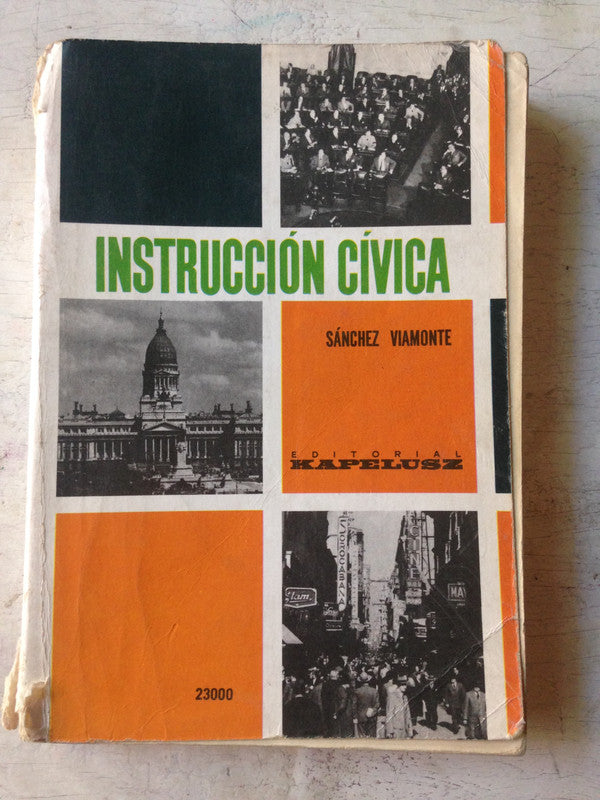 INSTRUCCIÓN CÍVICA
SÁNCHEZ VIAMONTE
EDITORIAL
KAPELUSZ
23000